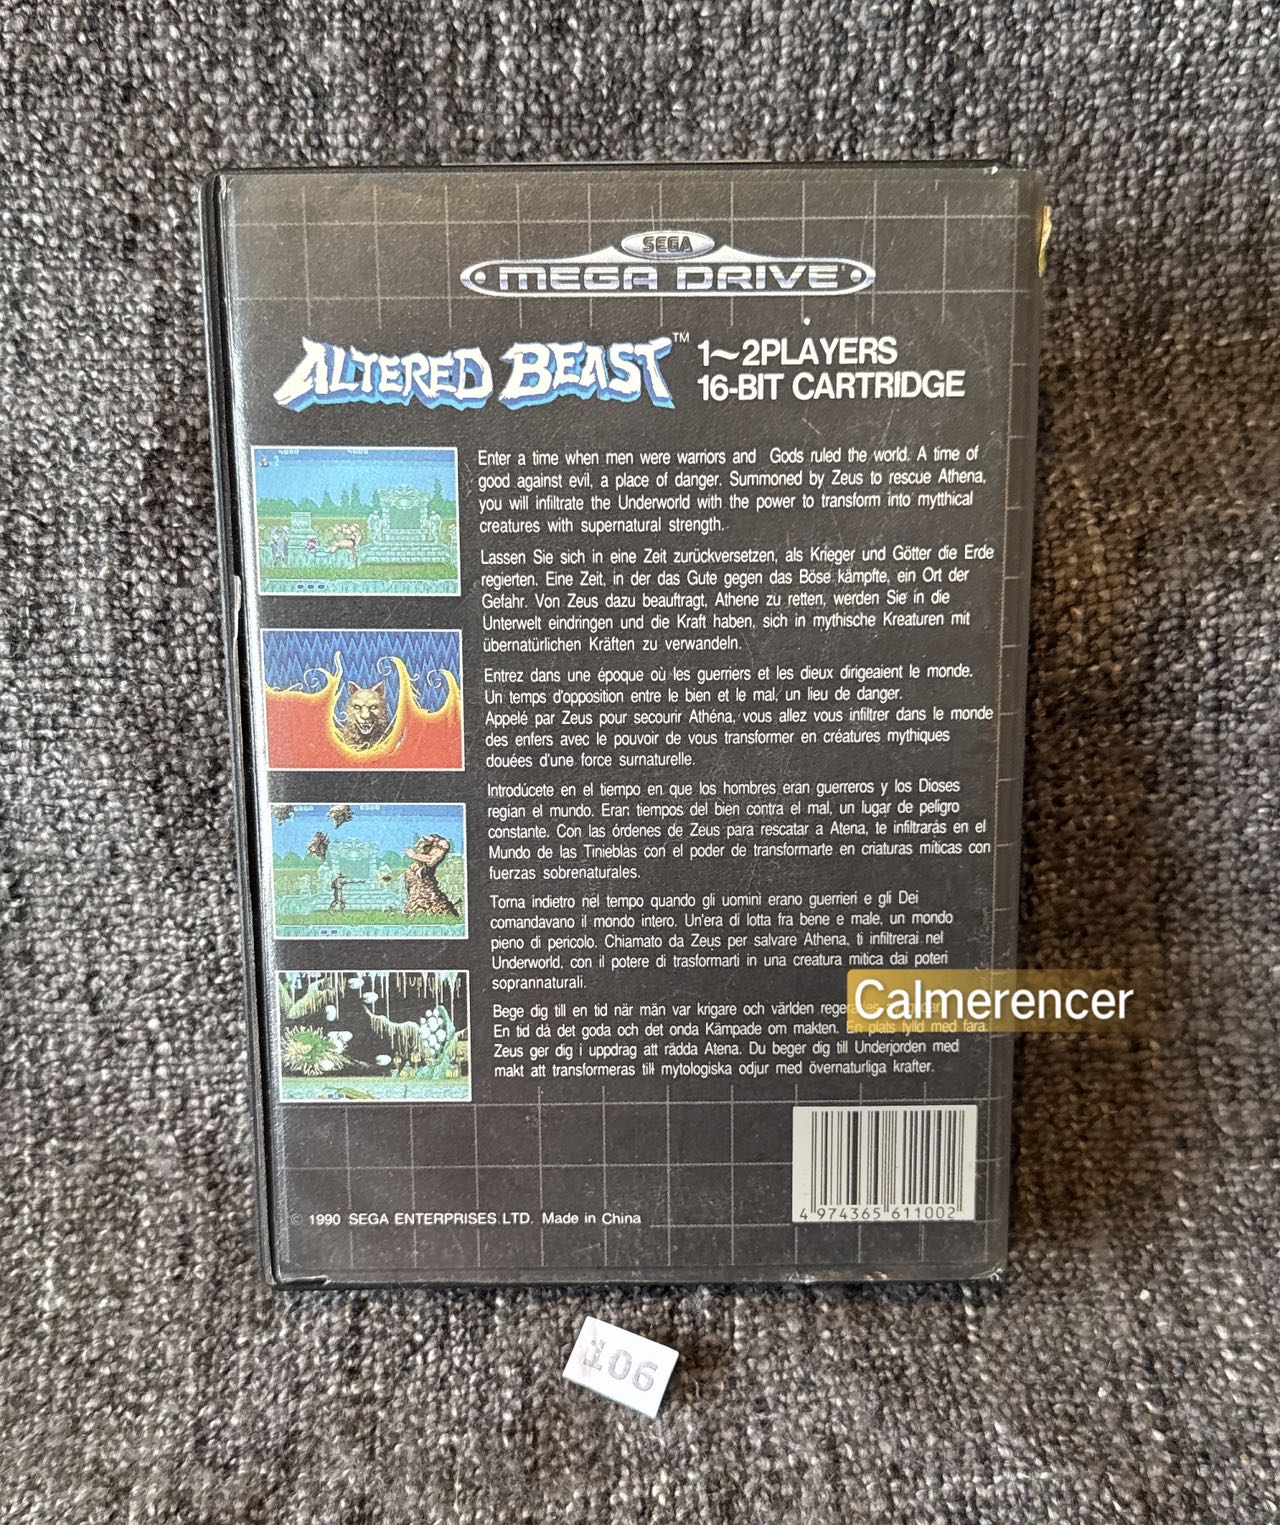 SEGA
MEGA DRIVE
ALTERED BEAST™
1~2PLAYERS
16-BIT CARTRIDGE
Enter a time when men were warriors and Gods ruled the world. A time of
good against evil, a place of danger. Summoned by Zeus to rescue Athena,
you will infiltrate the Underworld with the power to transform into mytthical
creatures with supernatural strength.
Lassen Sie sich in eine Zeit zurückversetzen, als Krieger und Götter die Erde
regierten. Eine Zeit, in der das Gute gegen das Böse kämpfte, ein Ort der
Gefahr. Von Zeus dazu beauftragt, Athene zu retten, werden Sie in die
Unterwelt eindringen und die Kraft haben, sich in mythische Kreaturen mit
übernatürlichen Kräften zu verwandeln.
Entrez dans une époque où les guerriers et les dieux dirigeaient le monde.
Un temps d'opposition entre le bien et le mal, un lieu de danger.
Appelé par Zeus pour secourir Athéna, vous allez vous infiltrer dans le monde
des enfers avec le pouvoir de vous transformer en créatures mythiques
douées d'une force surnaturelle.
Introdúcete en el tiempo en que los hombres eran guerreros y los Dioses
regían el mundo. Eran tiempos del bien contra el mal, un lugar de peligro
constante. Con las órdenes de Zeus para rescatar a Atena, te infiltrarás en el
Mundo de las Tinieblas con el poder de transformarte en criaturas míticas con
fuerzas sobrenaturales.
Torna indietro nel tempo quando gli uomini erano guerrieri e gli Dei
comandavano il mondo intero. Un'era di lotta fra bene e male, un mondo
pieno di pericolo. Chiamato da Zeus per salvare Athena, ti infiltrerai nel
Underworld, con il potere di trasformarti in una creatura mitica dai poteri
soprannaturali.
Bege dig till en tid när män var krigare och världen
En tid då det goda och det onda Kämpade om makten. En plats fylld med fara.
Zeus ger dig i uppdrag att rädda Atena. Du beger dig till Underjorden med
makt att transformeras till mytologiska odjur med övernaturliga krafter.
Calmerencer
4 974365 611002
© 1990 SEGA ENTERPRISES LTD. Made in China
106